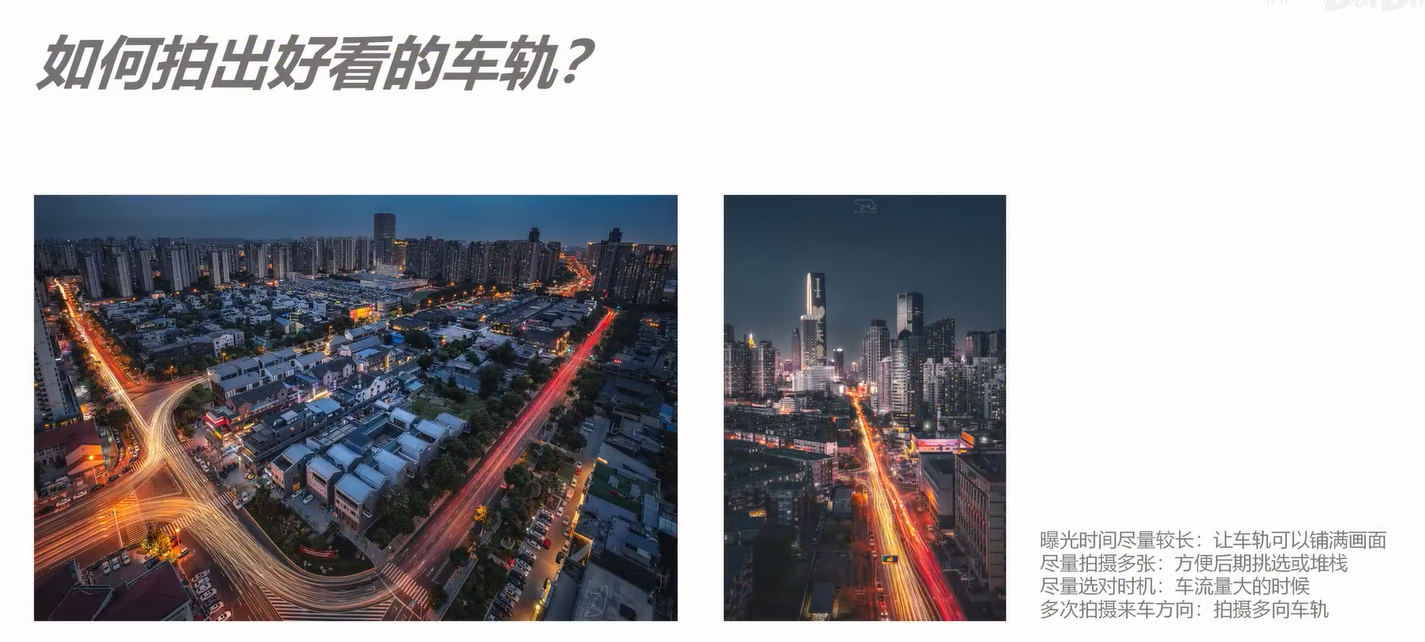 如何拍出好看的车轨？
曝光时间尽量较长：让车轨可以铺满画面
尽量拍摄多张：方便后期挑选或堆栈
尽量选对时机：车流量大的时候
多次拍摄来车方向：拍摄多向车轨